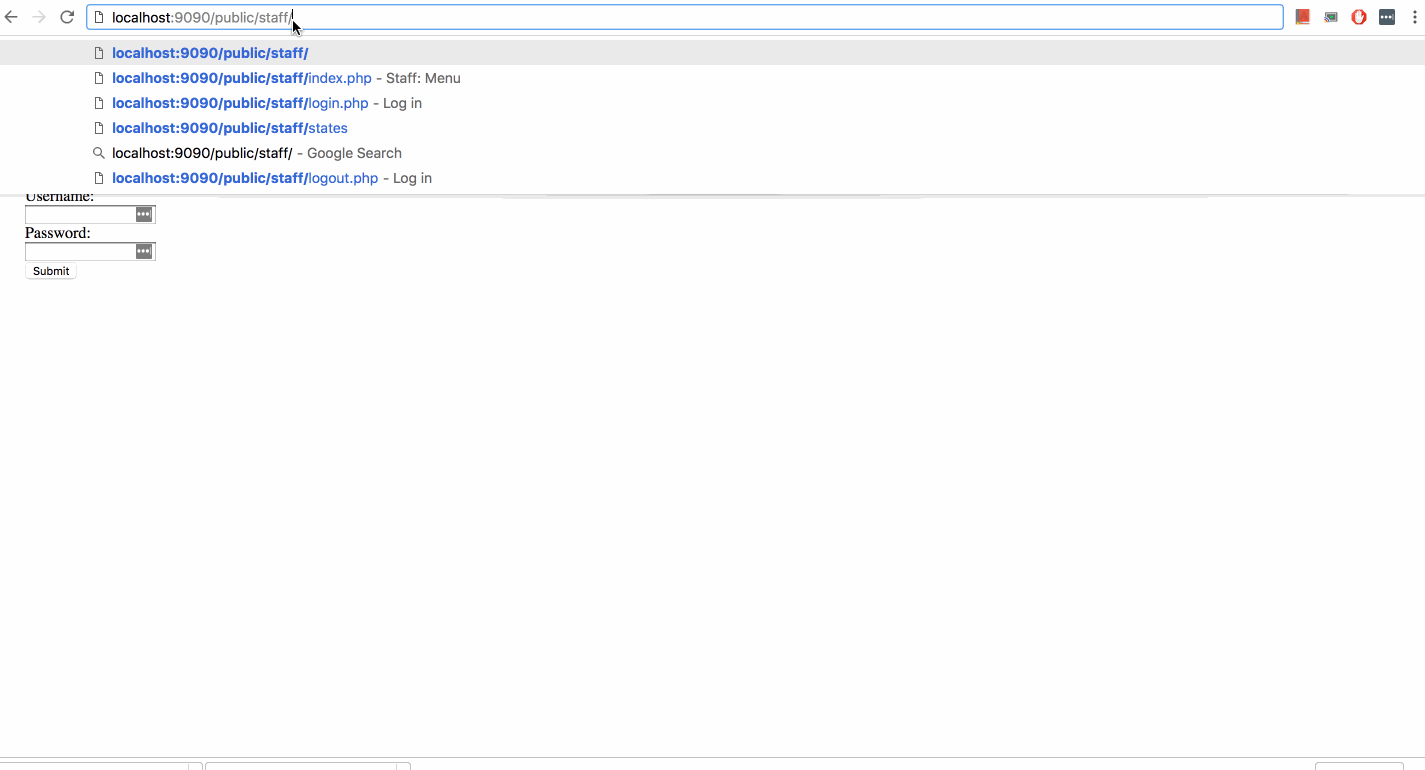 localhost:9090/public/staff/
localhost:9090/public/staff/
localhost:9090/public/staff/index.php - Staff: Menu
localhost:9090/public/staff/login.php - Log in
localhost:9090/public/staff/states
localhost:9090/public/staff/ - Google Search
localhost:9090/public/staff/logout.php - Log in
Username:
Password:
Submit